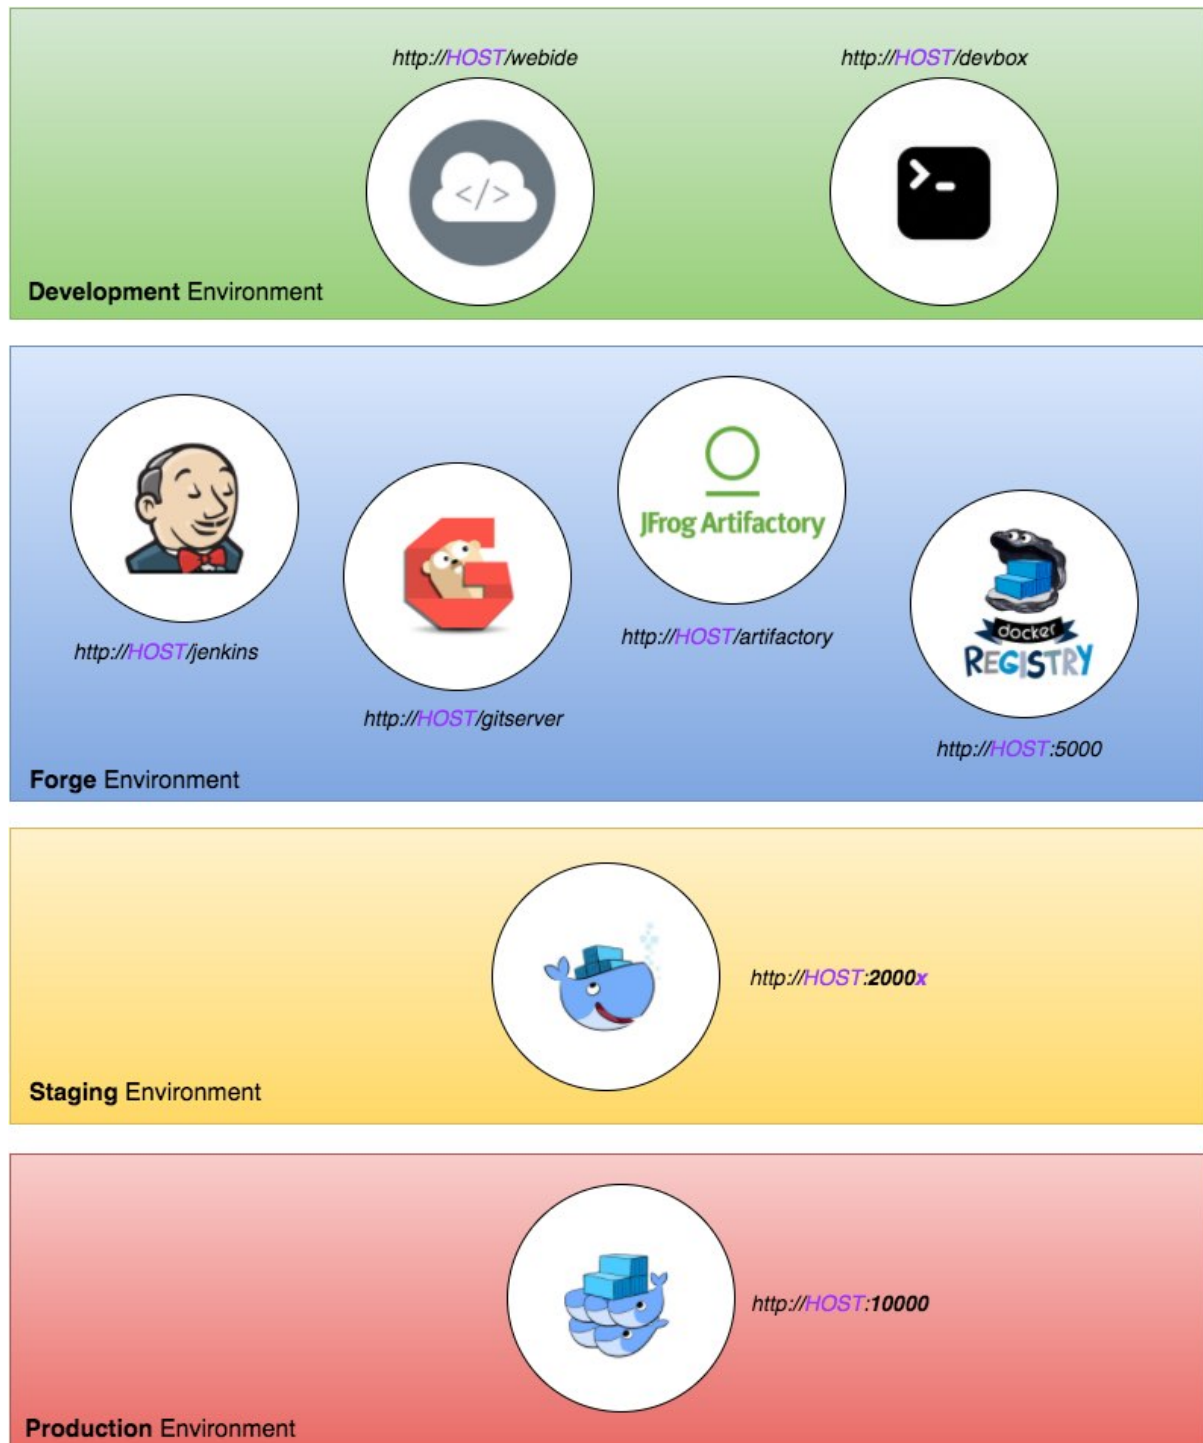 http://HOST/webide
http://HOST/devbox
</>
>-
Development Environment
JFrog Artifactory
docker
REGISTRY
http://HOST/jenkins
http://HOST/artifactory
http://HOST/gitserver
http://HOST:5000
Forge Environment
http://HOST:2000x
Staging Environment
http://HOST:10000
Production Environment